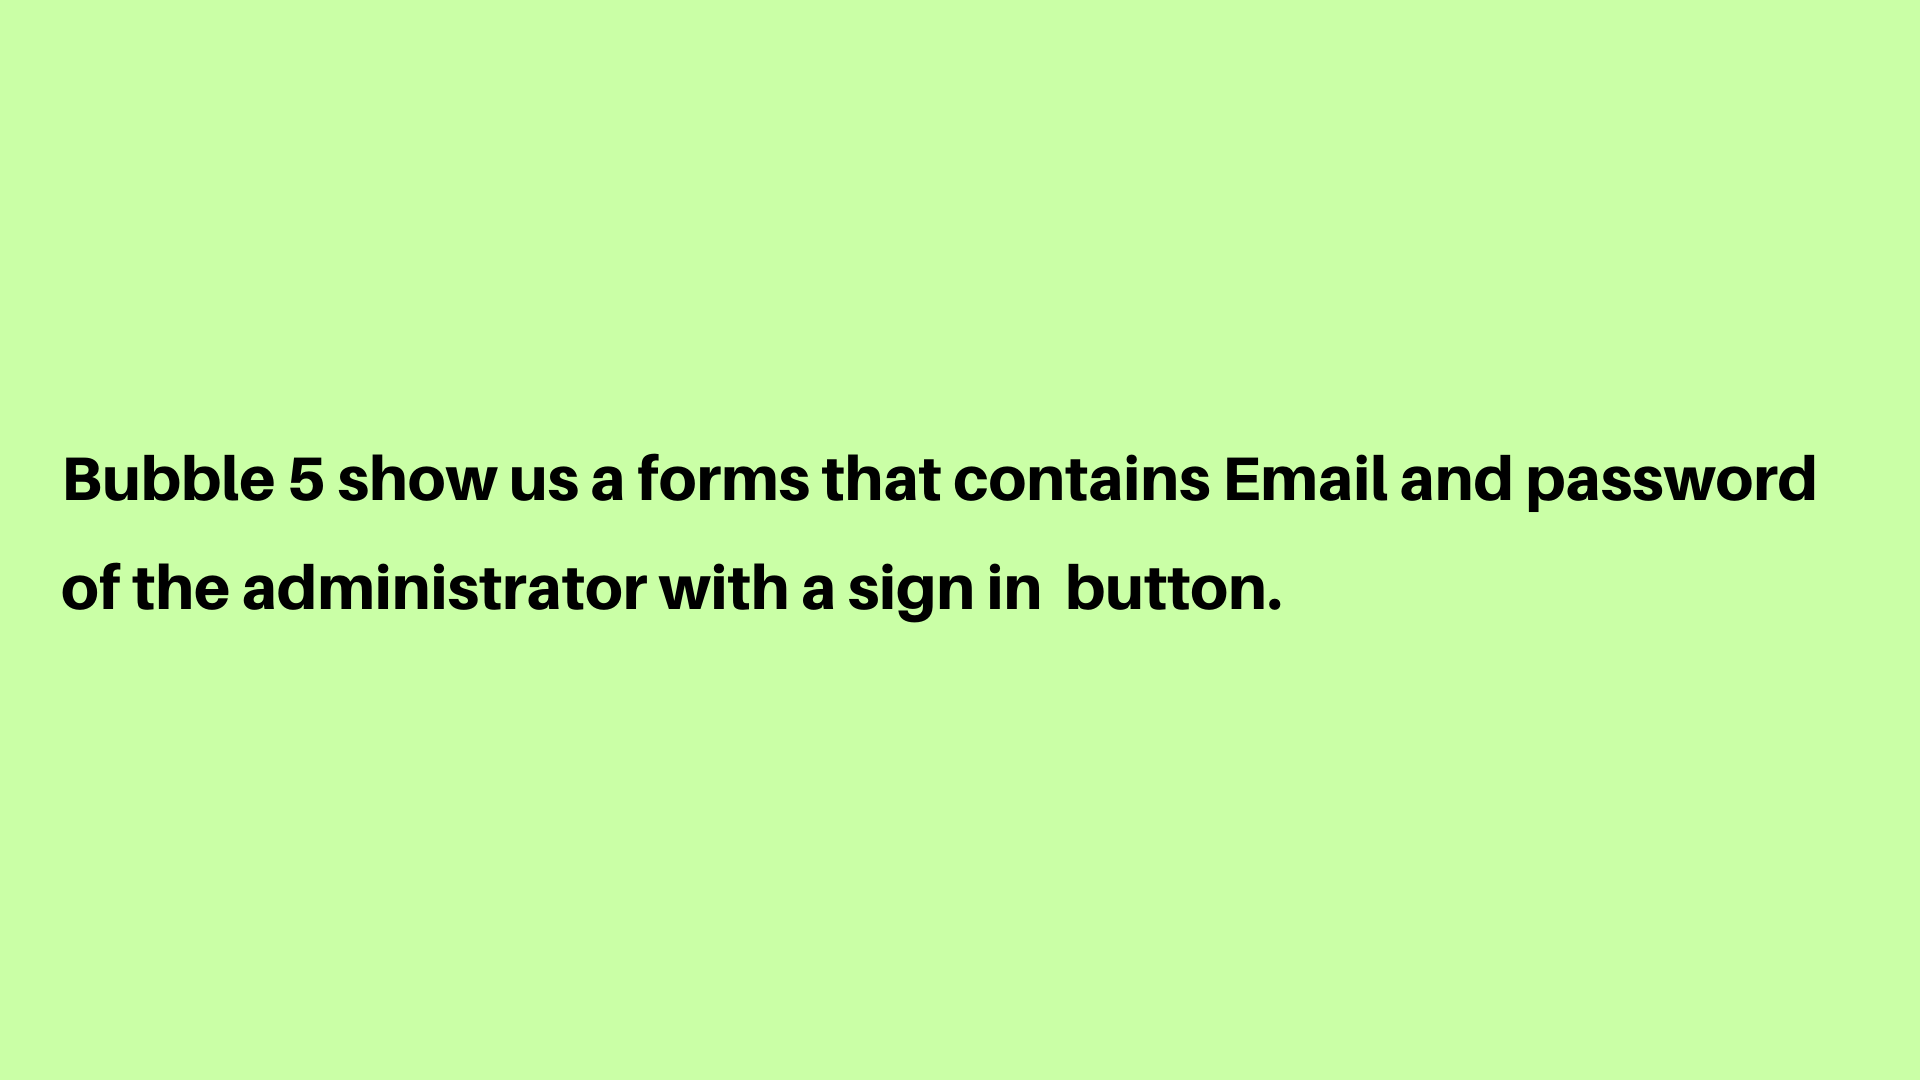 Bubble 5 show us a forms that contains Email and password
of the administrator with a sign in  button.